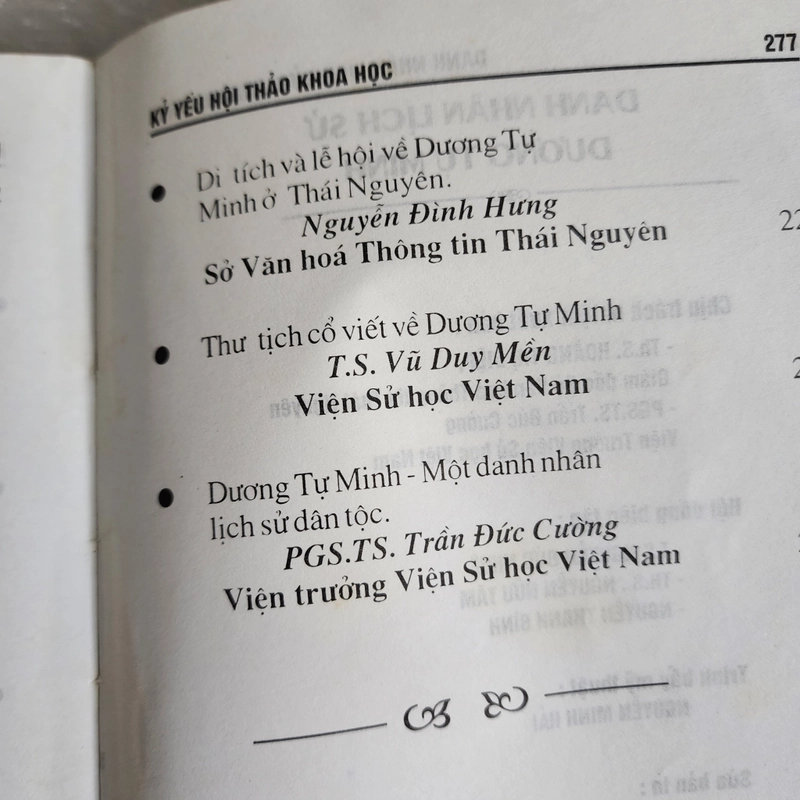 277
KỶ YẾU HỘI THẢO KHOA HỌC
Di tích và lễ hội về Dương Tự
Minh ở Thái Nguyên.
Nguyễn Đình Hưng
Sở Văn hoá Thông tin Thái Nguyên
Thư tịch cổ viết về Dương Tự Minh
T.S. Vũ Duy Mền
Viện Sử học Việt Nam
Dương Tự Minh - Một danh nhân
lịch sử dân tộc.
PGS.TS. Trần Đức Cường
Viện trưởng Viện Sử học Việt Nam